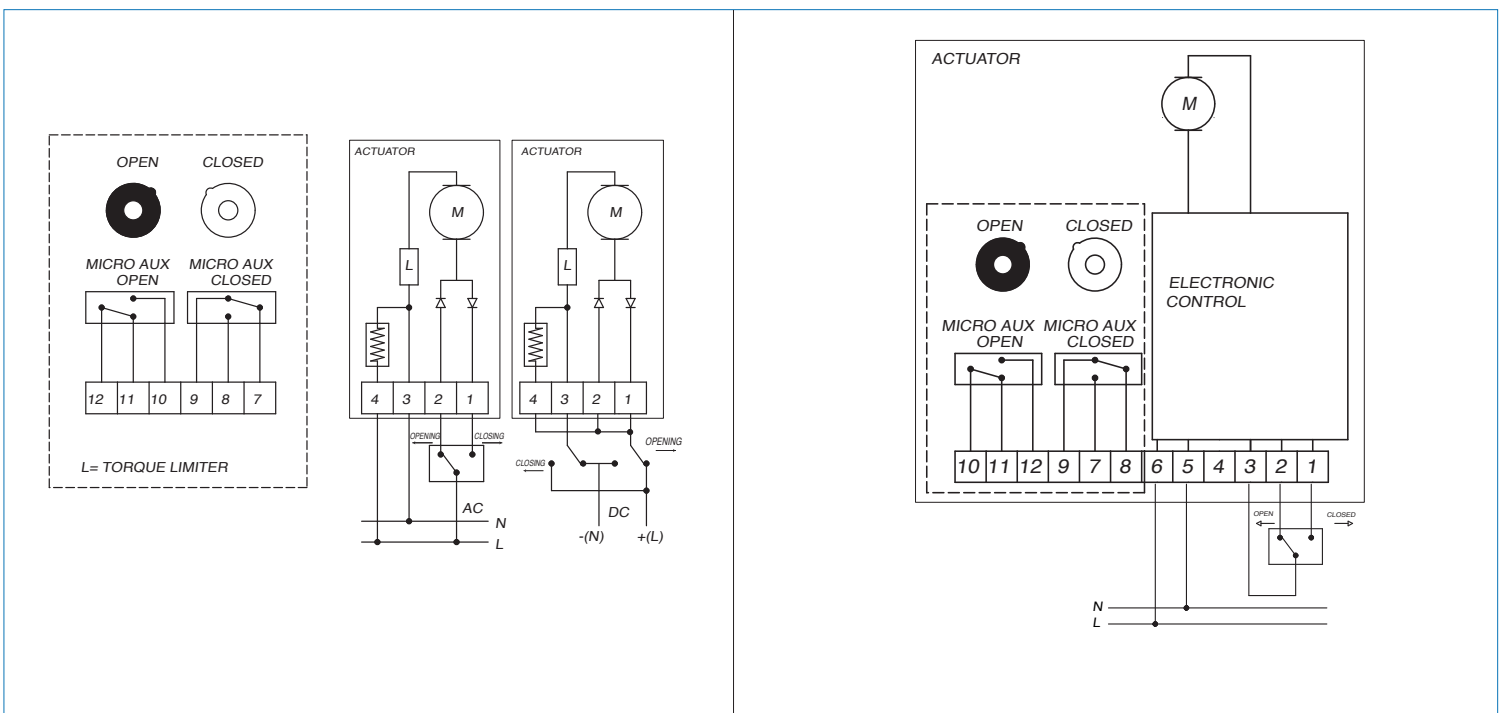 OPEN CLOSED
MICRO AUX MICRO AUX
OPEN CLOSED
12 11 10 9 8 7
L= TORQUE LIMITER
ACTUATOR
M
L
4 3 2 1
OPENING CLOSING
AC
N
L
ACTUATOR
M
L
4 3 2 1
OPENING
CLOSING
DC
-(N) +(L)
ACTUATOR
M
OPEN CLOSED
ELECTRONIC
CONTROL
MICRO AUX MICRO AUX
OPEN CLOSED
10 11 12 9 7 8 6 5 4 3 2 1
OPEN CLOSED
N
L